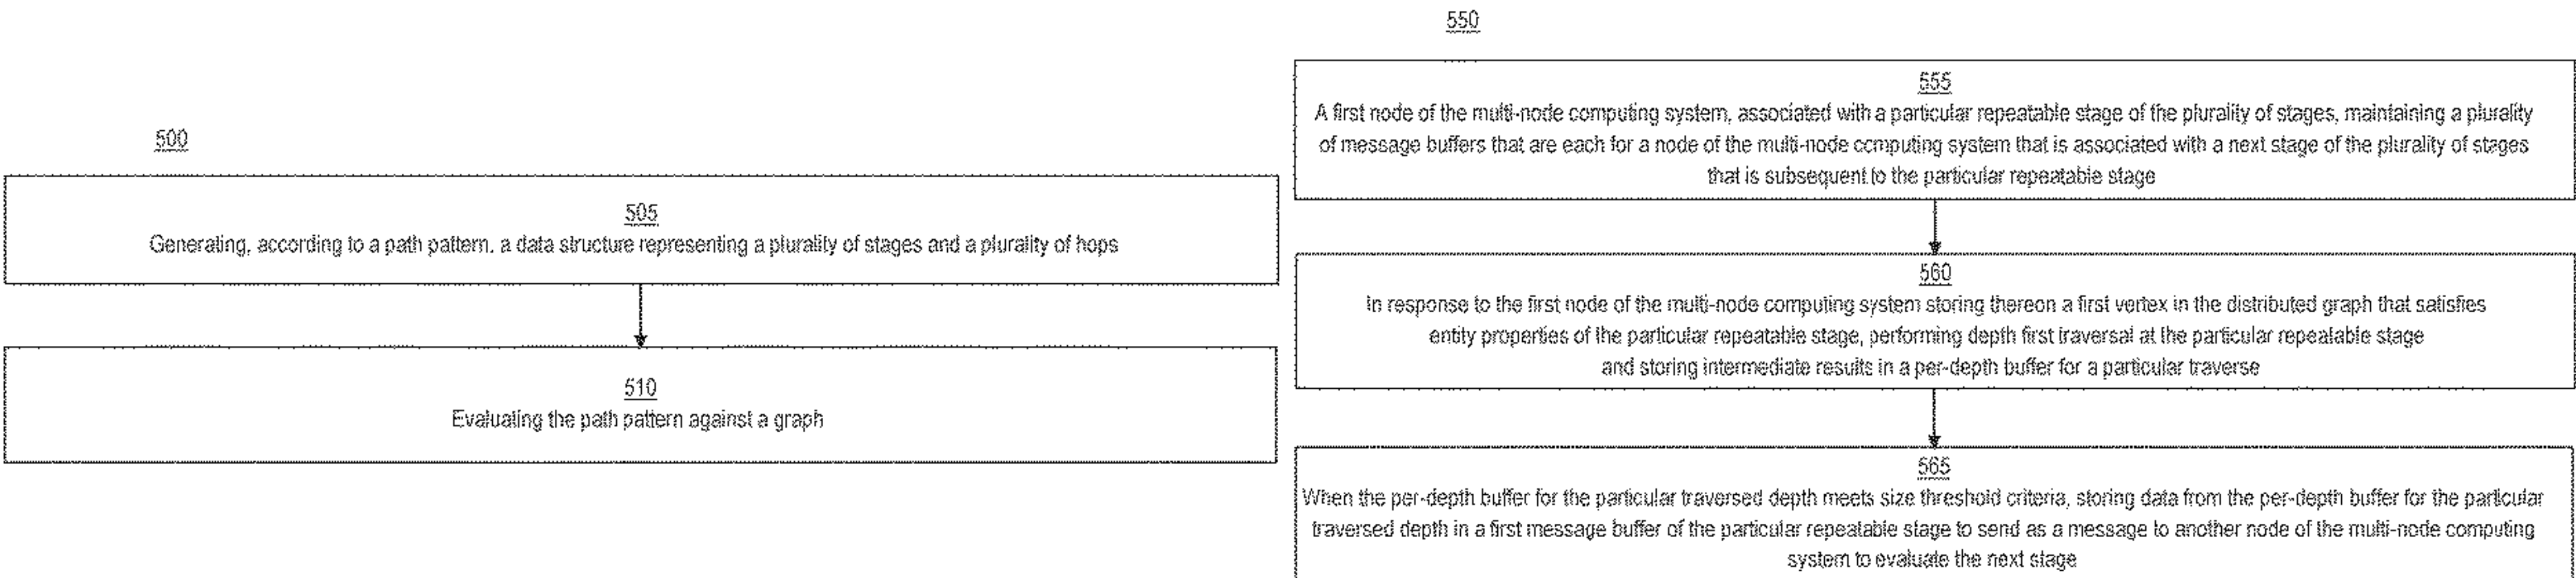 500
505
Generating, according to a path pattern, a data structure representing a plurality of stages and a plurality of hops
510
Evaluating the path pattern against a graph
550
555
A first node of the multi-node computing system, associated with a particular repeatable stage of the plurality of stages, maintaining a plurality
of message buffers that are each for a node of the multi-node computing system that is associated with a next stage of the plurality of stages
that is subsequent to the particular repeatable stage
560
In response to the first node of the multi-node computing system storing thereon a first vertex in the distributed graph that satisfies
entity properties of the particular repeatable stage, performing depth first traversal at the particular repeatable stage
and storing intermediate results in a per-depth buffer for a particular traverse
565
When the per-depth buffer for the particular traversed depth meets size threshold criteria, storing data from the per-depth buffer for the particular
traversed depth in a first message buffer of the particular repeatable stage to send as a message to another node of the multi-node computing
system to evaluate the next stage